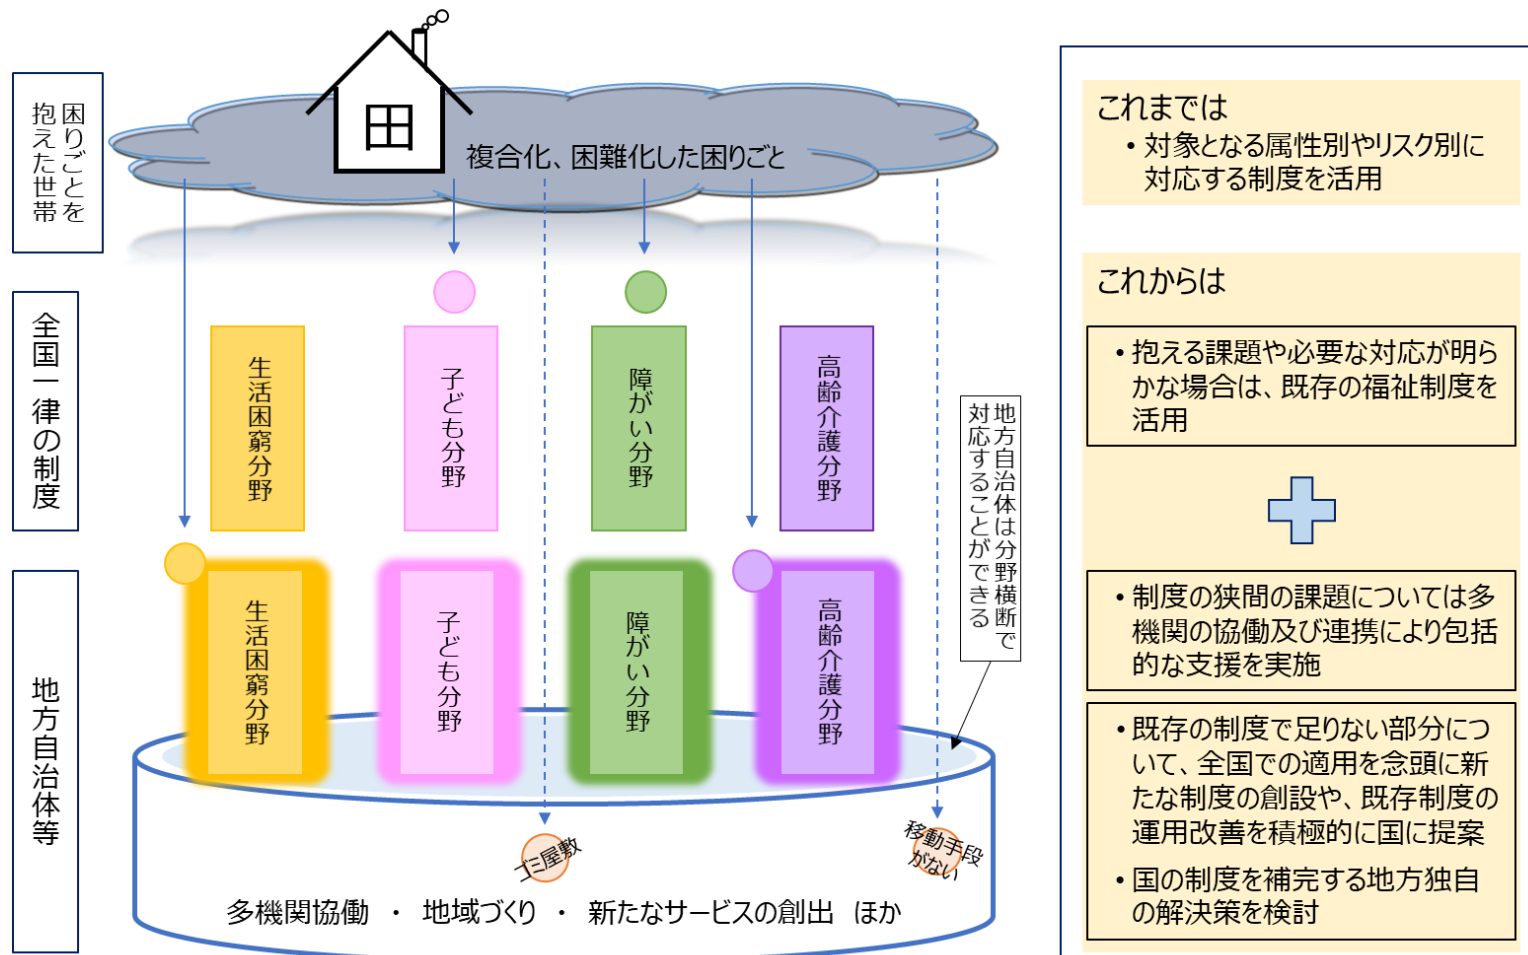 困りごとを
抱えた世帯
複合化、困難化した困りごと
全国一律の制度
生活困窮分野
子ども分野
障がい分野
高齢介護分野
地方自治体は分野横断で
対応することができる
地方自治体等
生活困窮分野
子ども分野
障がい分野
高齢介護分野
ゴミ屋敷
移動手段
がない
多機関協働 ・ 地域づくり ・ 新たなサービスの創出 ほか
これまでは
・対象となる属性別やリスク別に
対応する制度を活用
これからは
・抱える課題や必要な対応が明ら
かな場合は、既存の福祉制度を
活用
・制度の狭間の課題については多
機関の協働及び連携により包括
的な支援を実施
・既存の制度で足りない部分につ
いて、全国での適用を念頭に新
たな制度の創設や、既存制度の
運用改善を積極的に国に提案
・国の制度を補完する地方独自
の解決策を検討